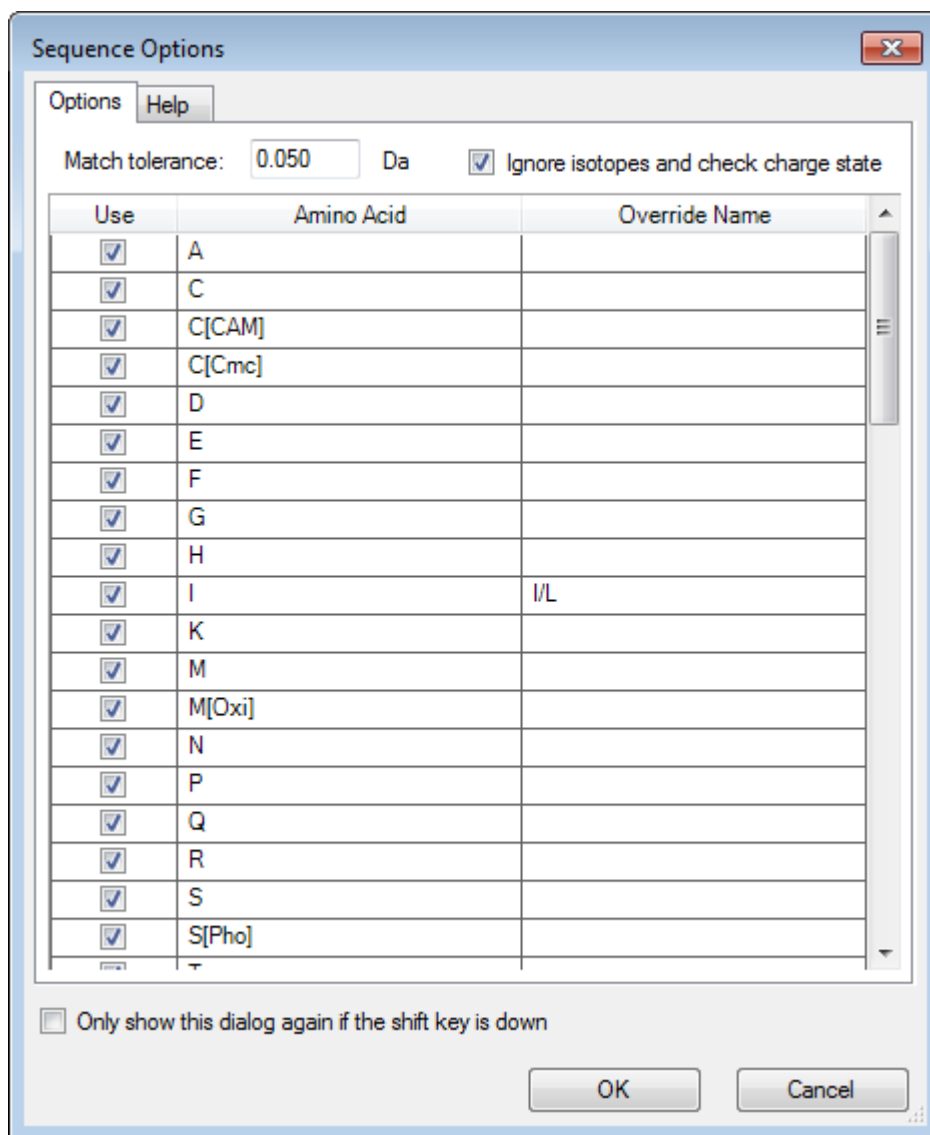 Sequence Options
Options Help
Match tolerance: 0.050 Da Ignore isotopes and check charge state
Use Amino Acid Override Name
A
C
C[CAM]
C[Cmc]
D
E
F
G
H
I I/L
K
M
M[Oxi]
N
P
Q
R
S
S[Pho]
T
Only show this dialog again if the shift key is down
OK Cancel